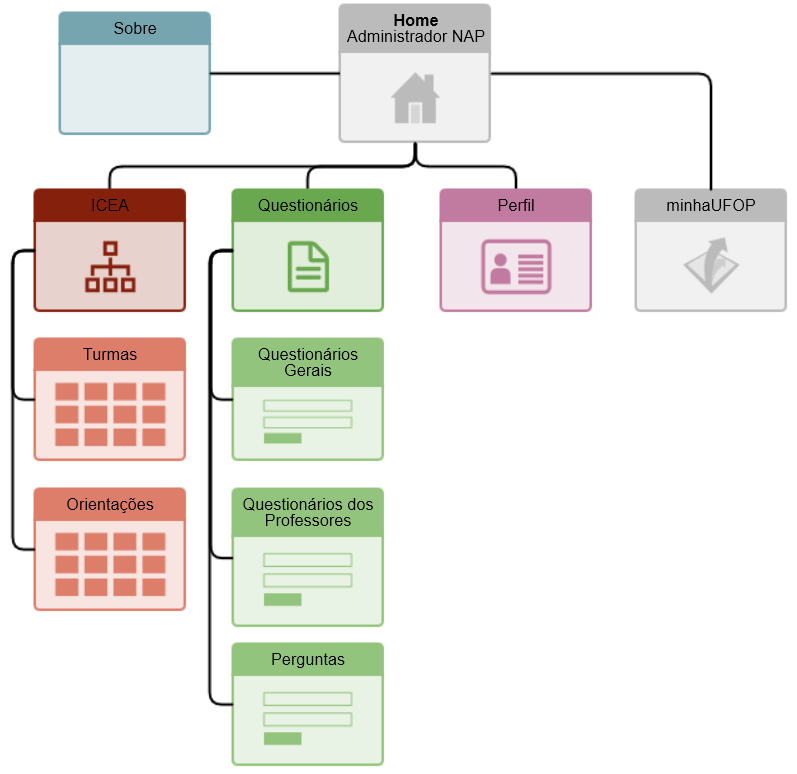 Sobre
Home
Administrador NAP
ICEA
Questionários
Perfil
minhaUFOP
Turmas
Questionários
Gerais
Orientações
Questionários dos
Professores
Perguntas